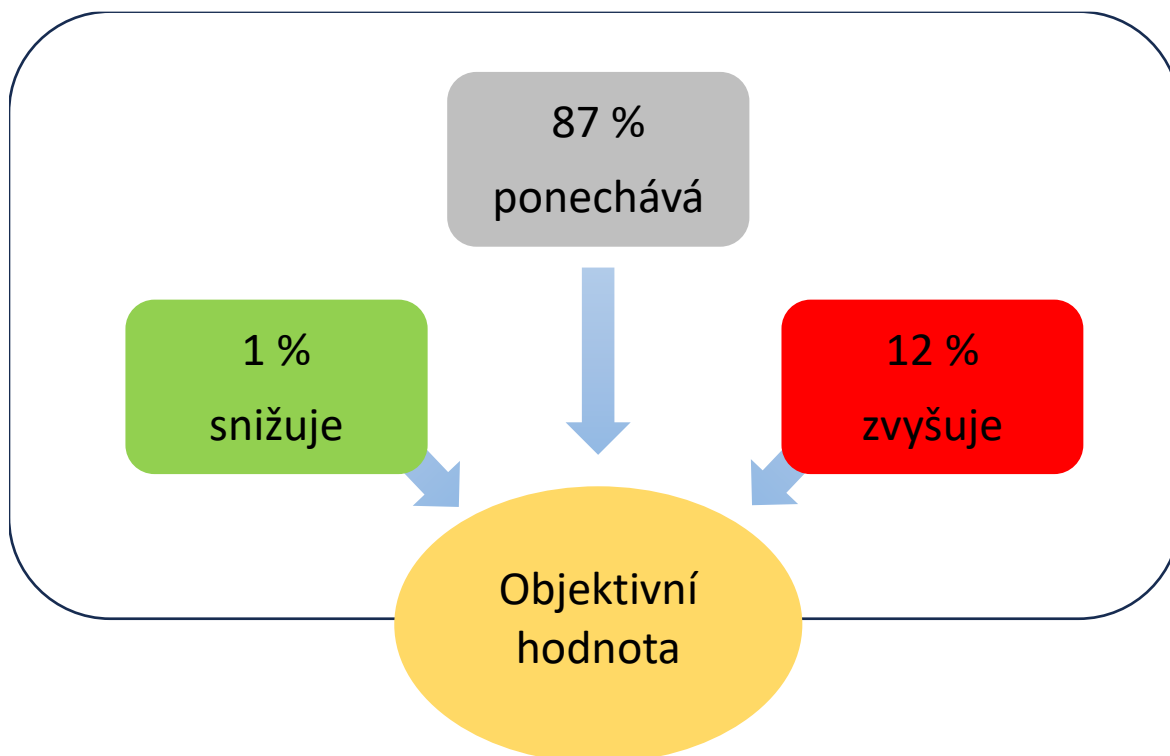 87 %
ponechává
1 %
snižuje
12 %
zvyšuje
Objektivní
hodnota